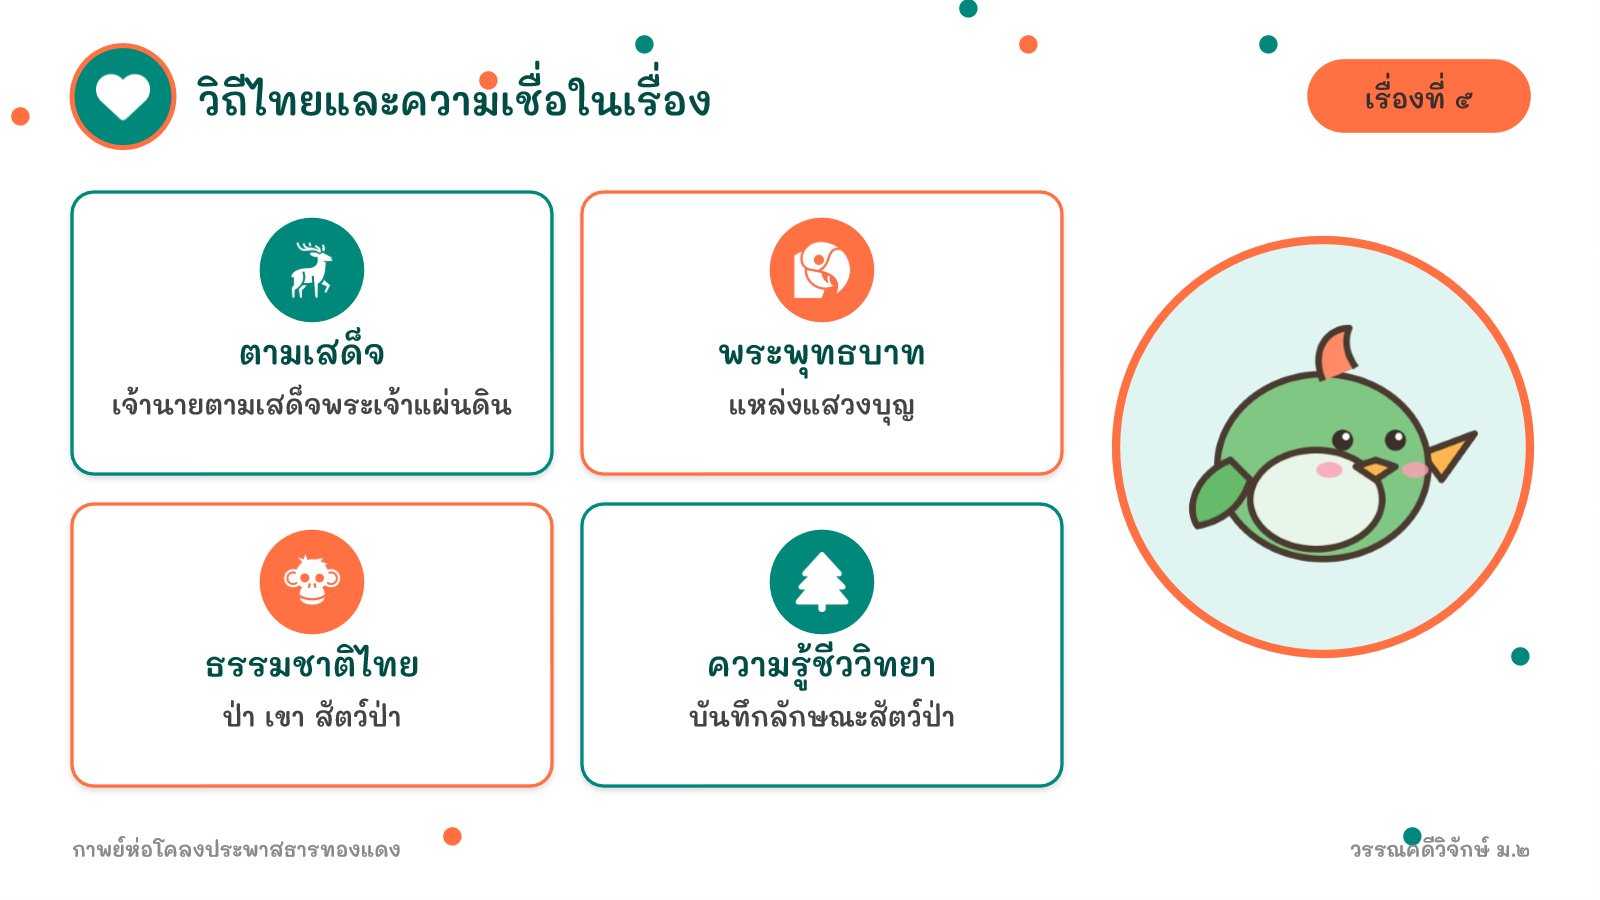 วิถีไทยและความเชื่อในเรื่อง
เรื่องที่ ๕
ตามเสด็จ
เจ้านายตามเสด็จพระเจ้าแผ่นดิน
พระพุทธบาท
แหล่งแสวงบุญ
ธรรมชาติไทย
ป่า เขา สัตว์ป่า
ความรู้ชีววิทยา
บันทึกลักษณะสัตว์ป่า
กาพย์ห่อโคลงประพาสธารทองแดง
วรรณคดีวิจักษ์ ม.๒